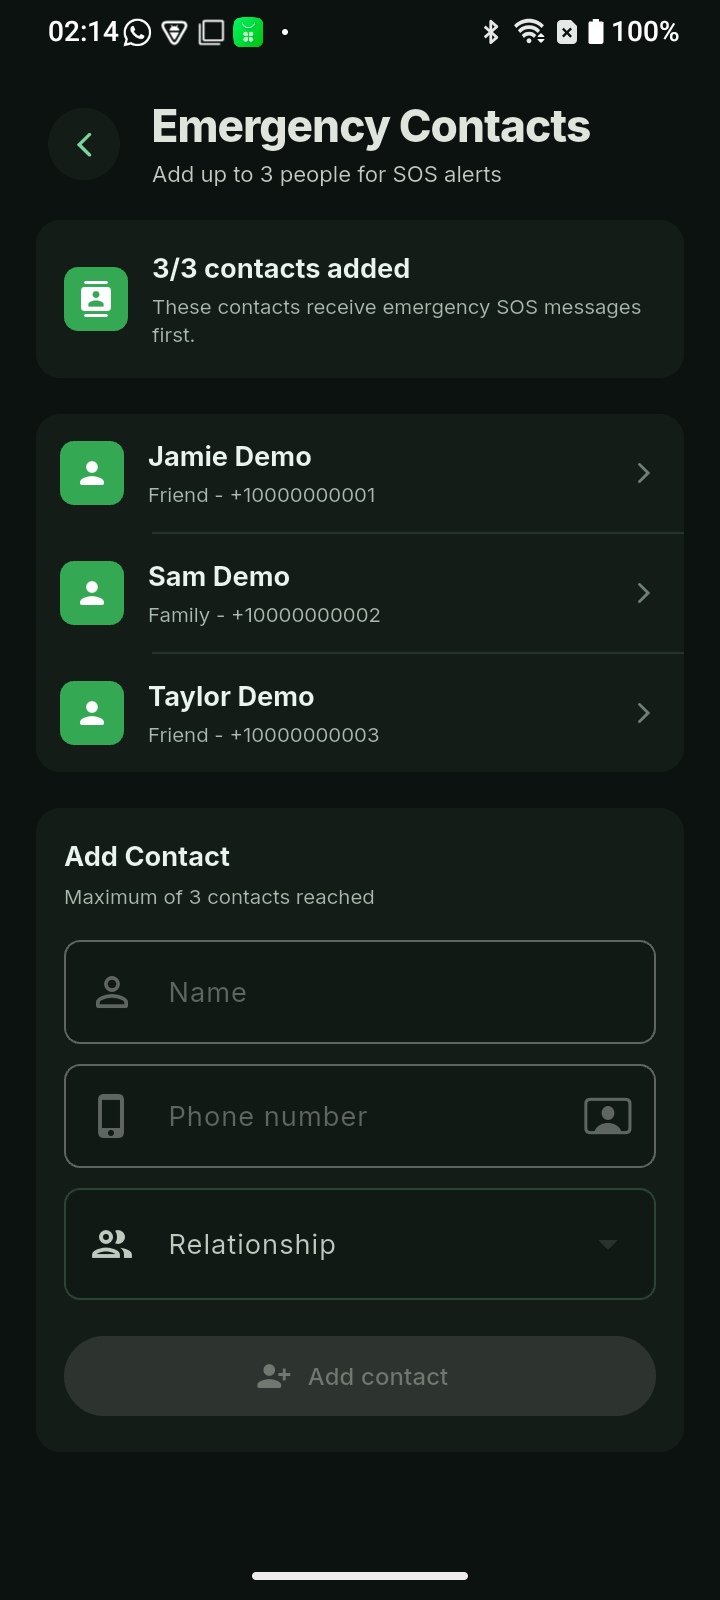 02:14
100%
Emergency Contacts
Add up to 3 people for SOS alerts
3/3 contacts added
These contacts receive emergency SOS messages
first.
Jamie Demo
Friend - +10000000001
Sam Demo
Family - +10000000002
Taylor Demo
Friend - +10000000003
Add Contact
Maximum of 3 contacts reached
Name
Phone number
Relationship
Add contact